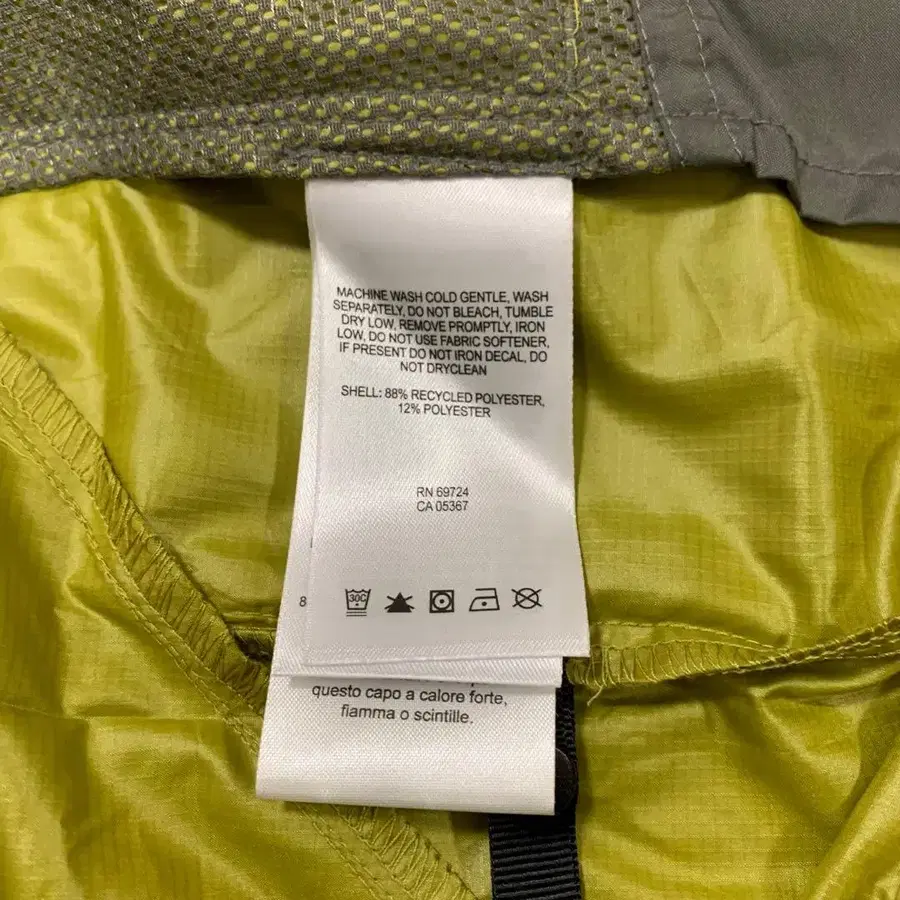 MACHINE WASH COLD GENTLE, WASH
SEPARATELY, DO NOT BLEACH, TUMBLE
DRY LOW, REMOVE PROMPTLY, IRON
LOW, DO NOT USE FABRIC SOFTENER,
IF PRESENT DO NOT IRON DECAL, DO
NOT DRYCLEAN
SHELL: 88% RECYCLED POLYESTER,
12% POLYESTER
RN 69724
CA 05367
8
30C
questo capo a calore forte,
fiamma o scintille.